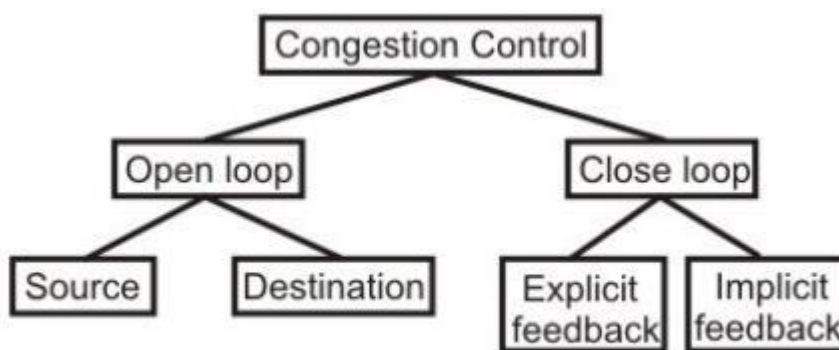 Congestion Control
Open loop
Close loop
Source
Destination
Explicit
feedback
Implicit
feedback